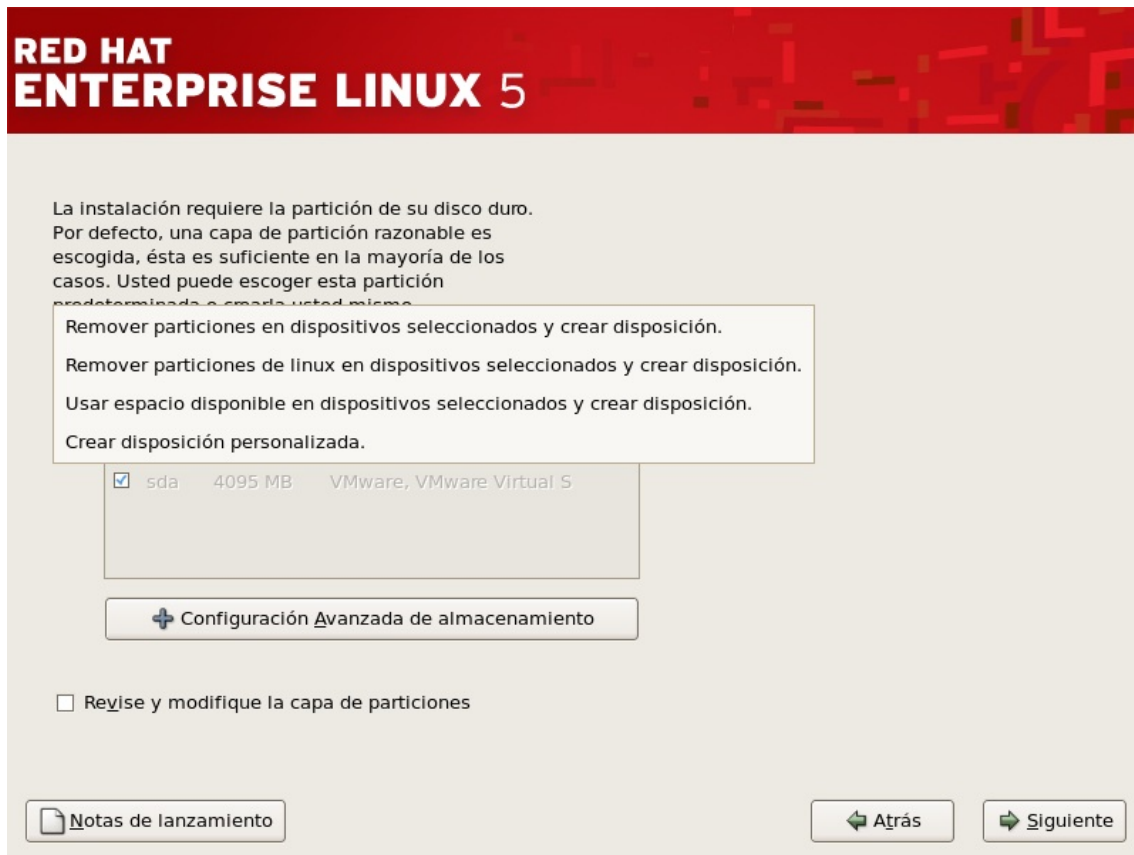 RED HAT
ENTERPRISE LINUX 5
La instalación requiere la partición de su disco duro.
Por defecto, una capa de partición razonable es
escogida, ésta es suficiente en la mayoría de los
casos. Usted puede escoger esta partición
predeterminada o crearla usted mismo.
Remover particiones en dispositivos seleccionados y crear disposición.
Remover particiones de linux en dispositivos seleccionados y crear disposición.
Usar espacio disponible en dispositivos seleccionados y crear disposición.
Crear disposición personalizada.
sda 4095 MB VMware, VMware Virtual S
Configuración Avanzada de almacenamiento
Revise y modifique la capa de particiones
Notas de lanzamiento
Atrás
Siguiente